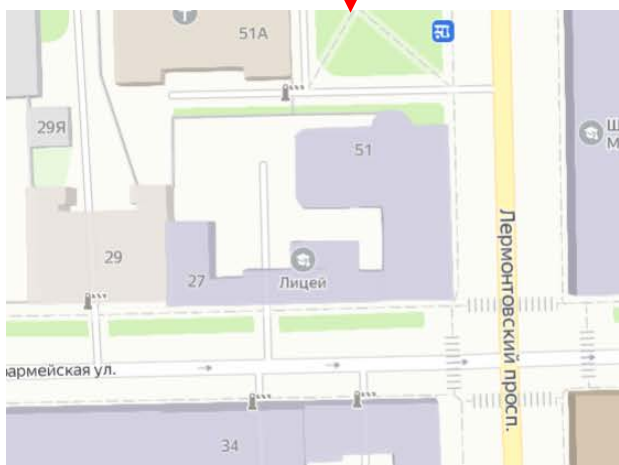 51А
29Я
51
Ш
М
29
27
Лицей
Лермонтовский просп.
армейская ул.
34